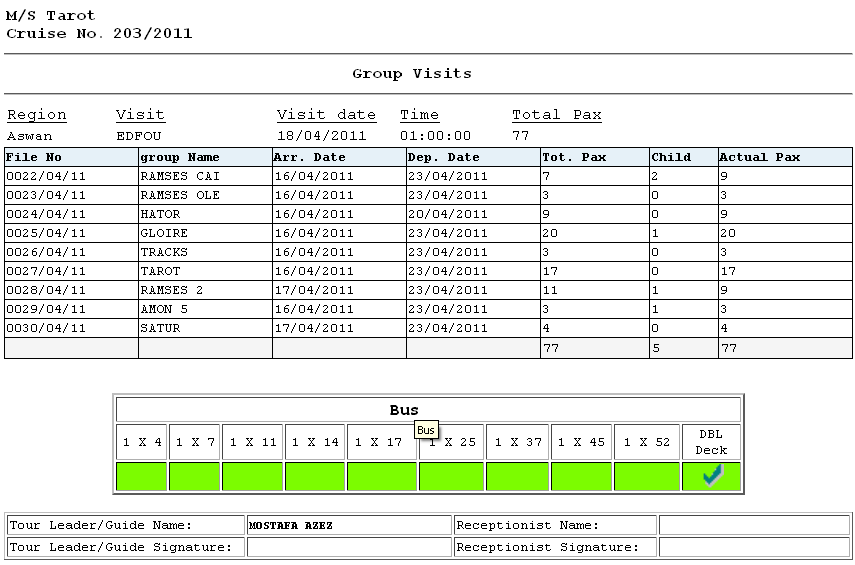 M/S Tarot
Cruise No. 203/2011
Group Visits
Region Visit Visit date Time Total Pax
Aswan EDFOU 18/04/2011 01:00:00 77
File No group Name Arr. Date Dep. Date Tot. Pax Child Actual Pax
0022/04/11 RAMSES CAI 16/04/2011 23/04/2011 7 2 9
0023/04/11 RAMSES OLE 16/04/2011 23/04/2011 3 0 3
0024/04/11 HATOR 16/04/2011 20/04/2011 9 0 9
0025/04/11 GLOIRE 16/04/2011 23/04/2011 20 1 20
0026/04/11 TRACKS 16/04/2011 23/04/2011 3 0 3
0027/04/11 TAROT 16/04/2011 23/04/2011 17 0 17
0028/04/11 RAMSES 2 17/04/2011 23/04/2011 11 1 9
0029/04/11 AMON 5 16/04/2011 23/04/2011 3 1 3
0030/04/11 SATUR 17/04/2011 23/04/2011 4 0 4
77 5 77
Bus
Bus
1 X 4 1 X 7 1 X 11 1 X 14 1 X 17 1 X 25 1 X 37 1 X 45 1 X 52 DBL
Deck
Tour Leader/Guide Name: MOSTAFA AZEZ Receptionist Name:
Tour Leader/Guide Signature: Receptionist Signature: